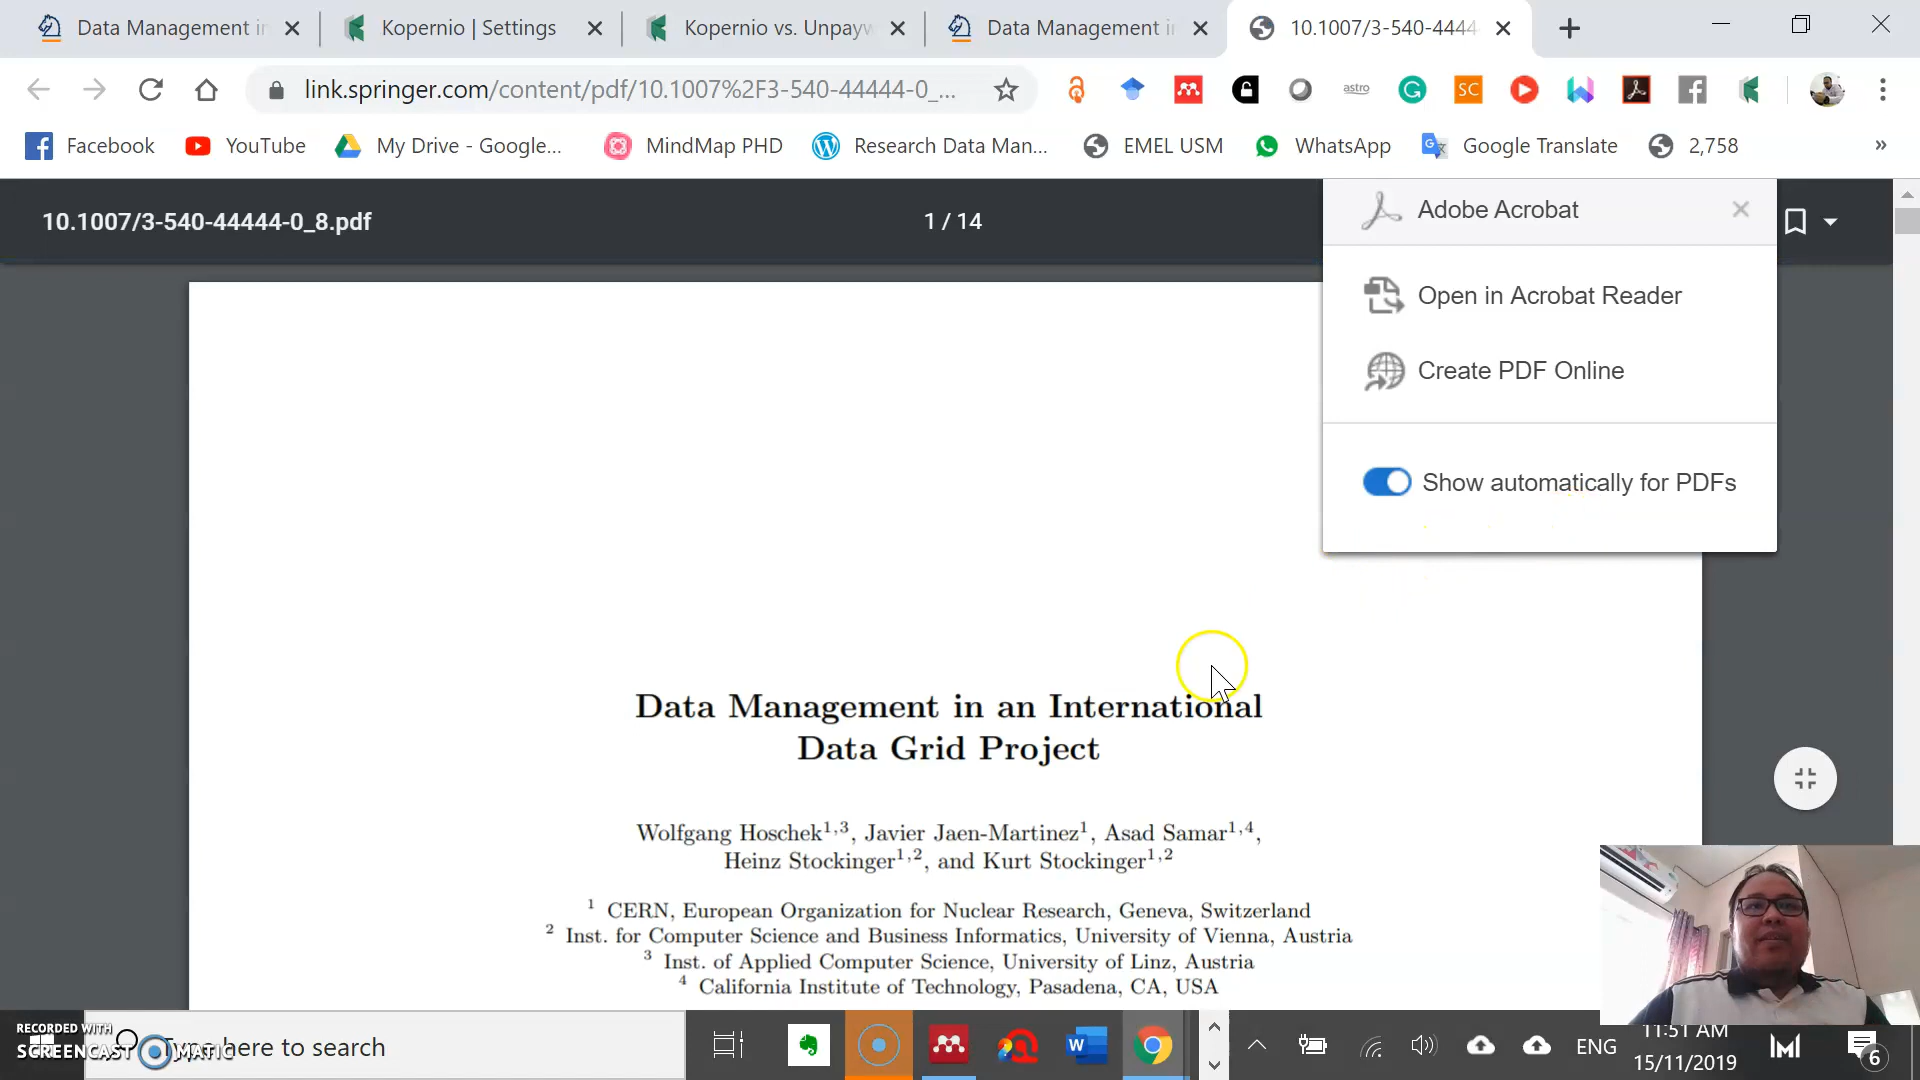 Data Management in
Kopernio | Settings
Kopernio vs. Unpayw
Data Management i
10.1007/3-540-4444
link.springer.com/content/pdf/10.1007%2F3-540-44444-0_...
astro
SC
Facebook
YouTube
My Drive - Google...
MindMap PHD
Research Data Man...
EMEL USM
WhatsApp
Google Translate
2,758
»
10.1007/3-540-44444-0_8.pdf
1 / 14
Adobe Acrobat
Open in Acrobat Reader
Create PDF Online
Show automatically for PDFs
Data Management in an International
Data Grid Project
Wolfgang Hoschek1,3, Javier Jaen-Martinez1, Asad Samar1,4,
Heinz Stockinger1,2, and Kurt Stockinger1,2
1 CERN, European Organization for Nuclear Research, Geneva, Switzerland
2 Inst. for Computer Science and Business Informatics, University of Vienna, Austria
3 Inst. of Applied Computer Science, University of Linz, Austria
4 California Institute of Technology, Pasadena, CA, USA
RECORDED WITH
SCREENCAST MATIC
here to search
ENG
11:51 AM
15/11/2019
6